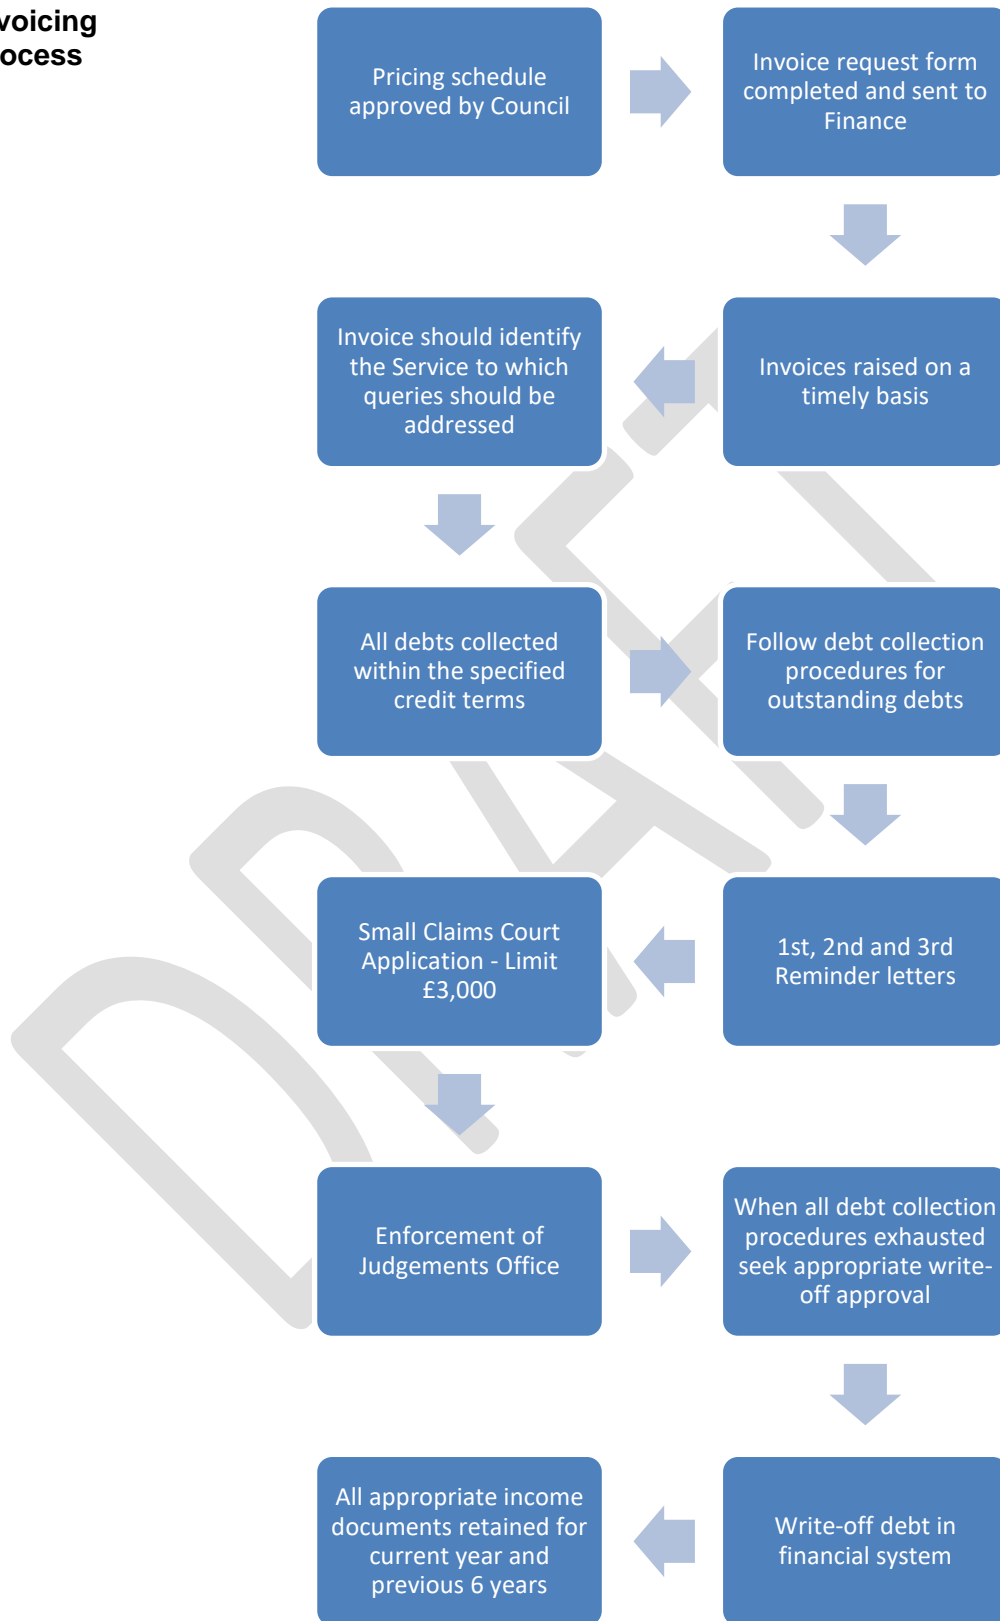 voicing
ocess
Pricing schedule
approved by Council
Invoice request form
completed and sent to
Finance
Invoices raised on a
timely basis
Invoice should identify
the Service to which
queries should be
addressed
All debts collected
within the specified
credit terms
Follow debt collection
procedures for
outstanding debts
1st, 2nd and 3rd
Reminder letters
Small Claims Court
Application - Limit
£3,000
Enforcement of
Judgements Office
When all debt collection
procedures exhausted
seek appropriate write-
off approval
Write-off debt in
financial system
All appropriate income
documents retained for
current year and
previous 6 years
DRAFT